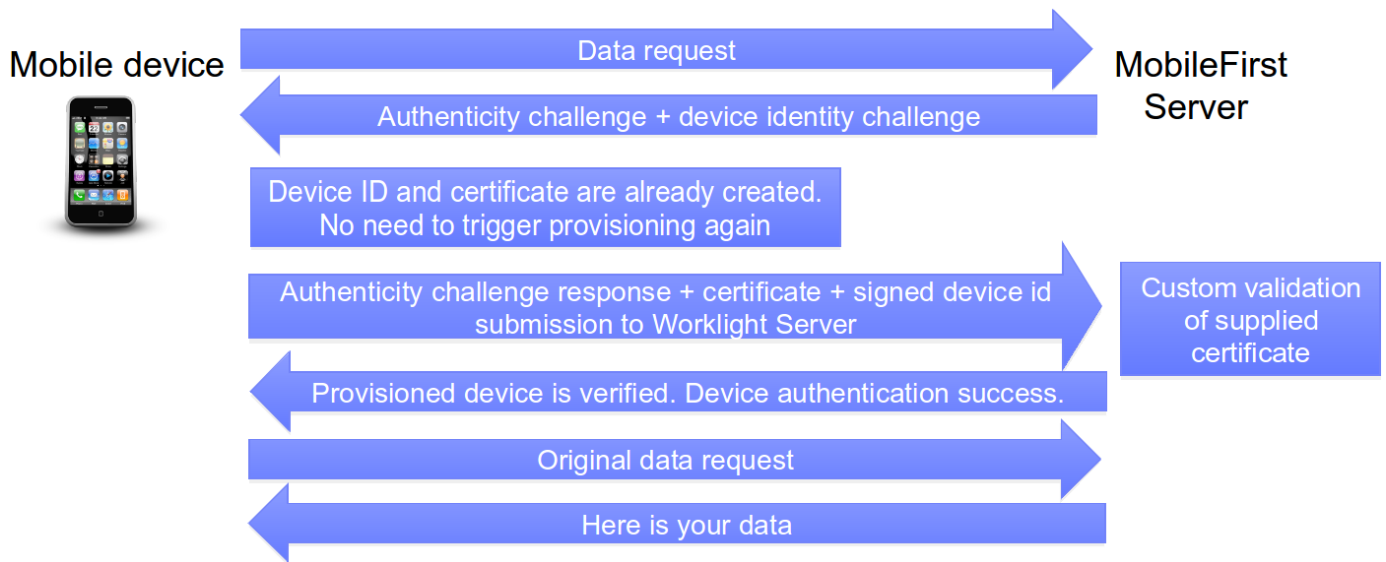 Data request
Mobile device
MobileFirst
Server
Authenticity challenge + device identity challenge
Device ID and certificate are already created.
No need to trigger provisioning again
Authenticity challenge response + certificate + signed device id
submission to Worklight Server
Custom validation
of supplied
certificate
Provisioned device is verified. Device authentication success.
Original data request
Here is your data